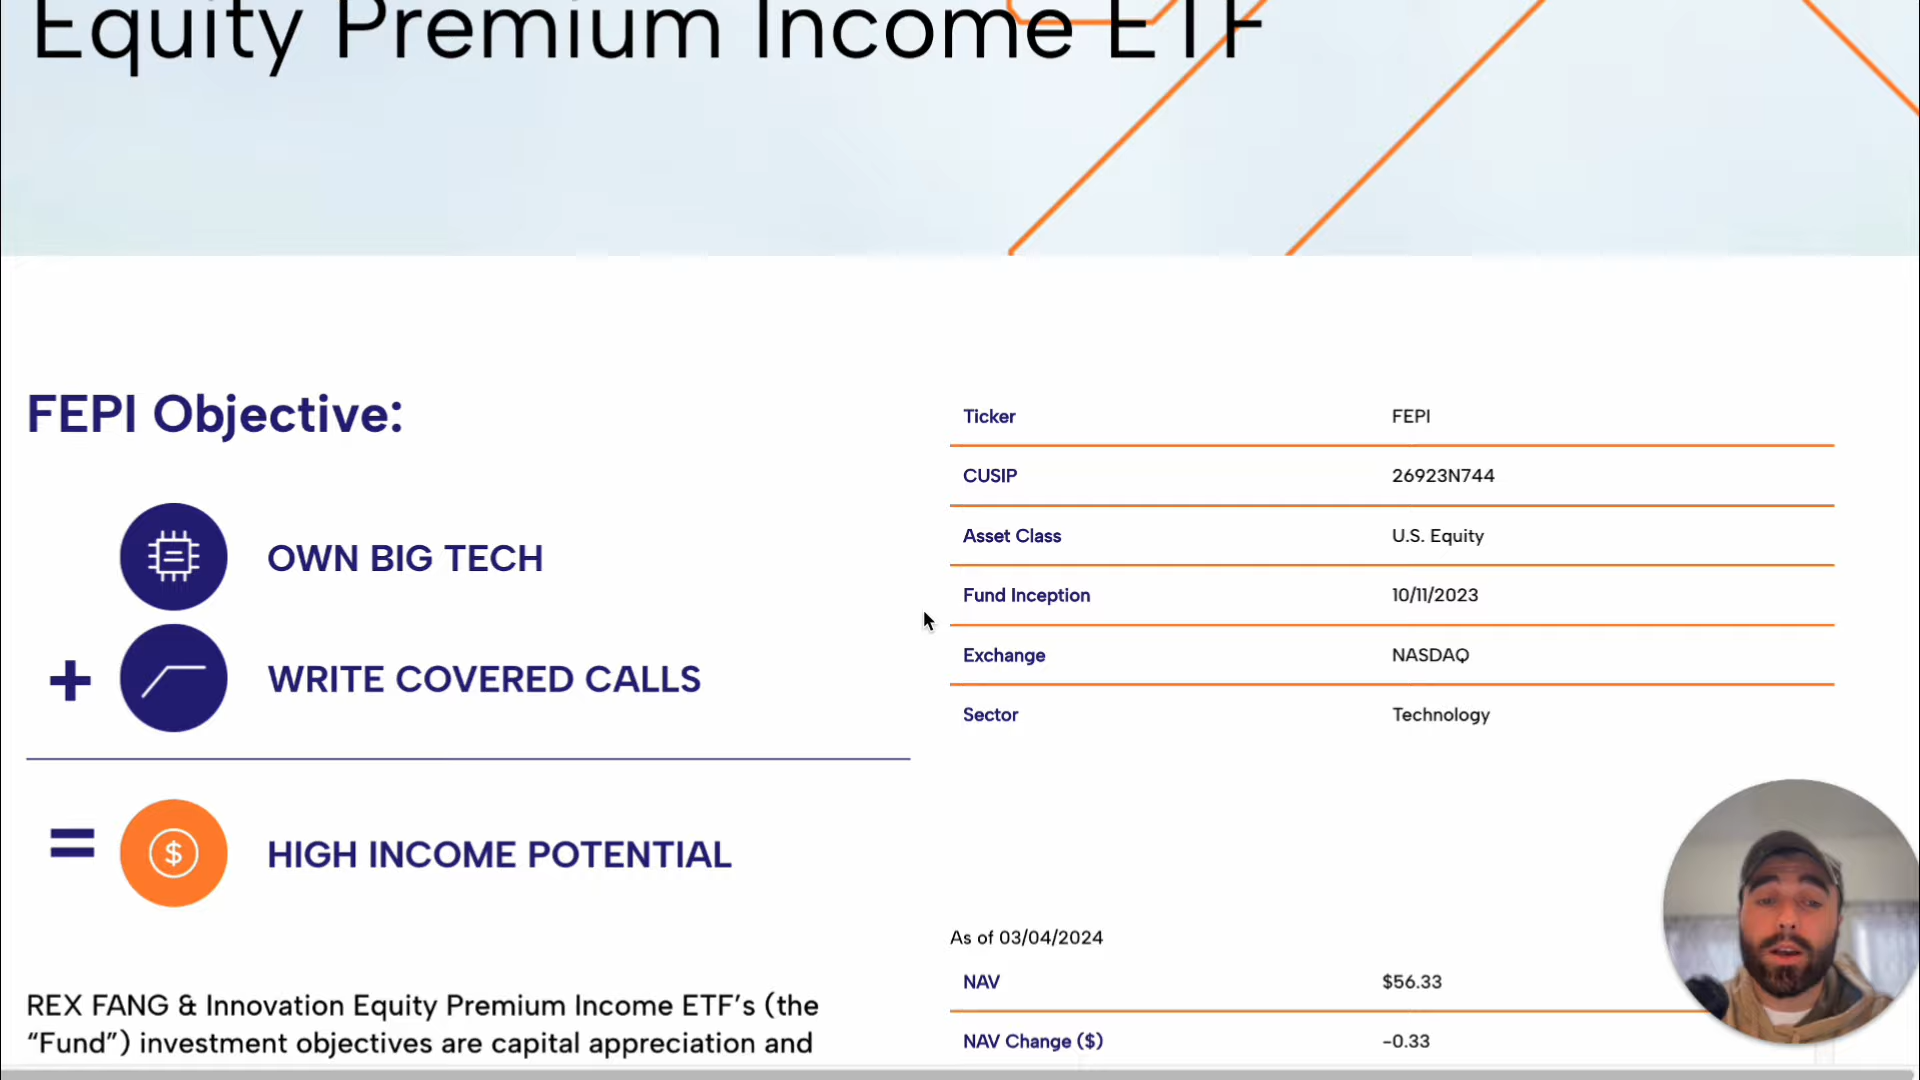 Equity Premium Income ETF
FEPI Objective:
OWN BIG TECH
+ WRITE COVERED CALLS
= $ HIGH INCOME POTENTIAL
REX FANG & Innovation Equity Premium Income ETF’s (the
“Fund”) investment objectives are capital appreciation and
Ticker FEPI
CUSIP 26923N744
Asset Class U.S. Equity
Fund Inception 10/11/2023
Exchange NASDAQ
Sector Technology
As of 03/04/2024
NAV $56.33
NAV Change ($) -0.33